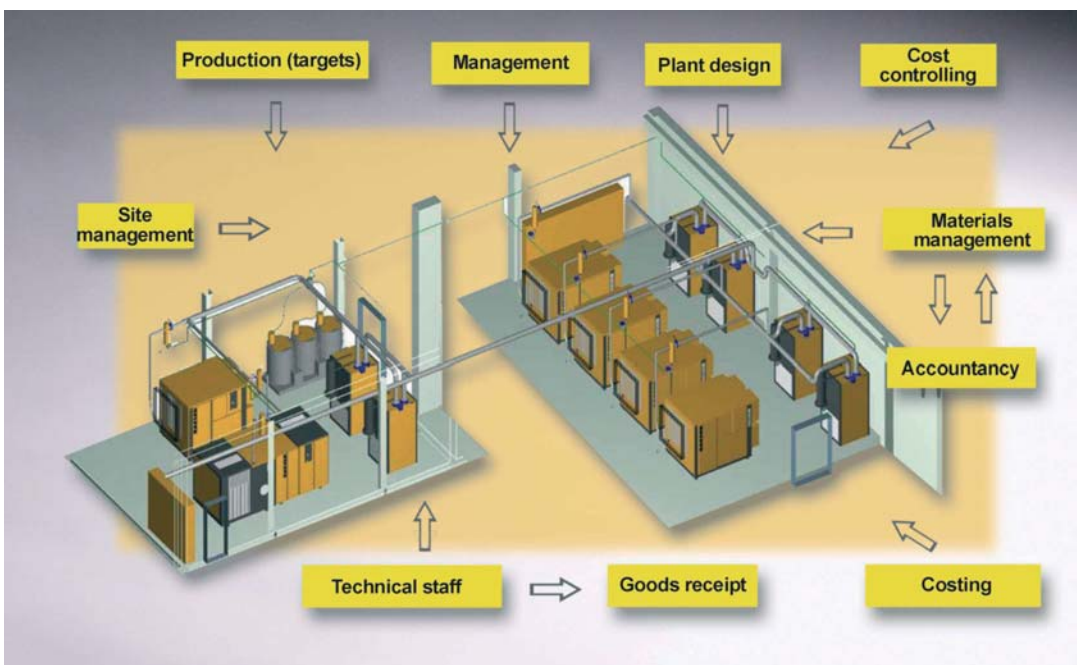 Production (targets)
Management
Plant design
Cost
controlling
Site
management
Materials
management
Accountancy
Technical staff
Goods receipt
Costing